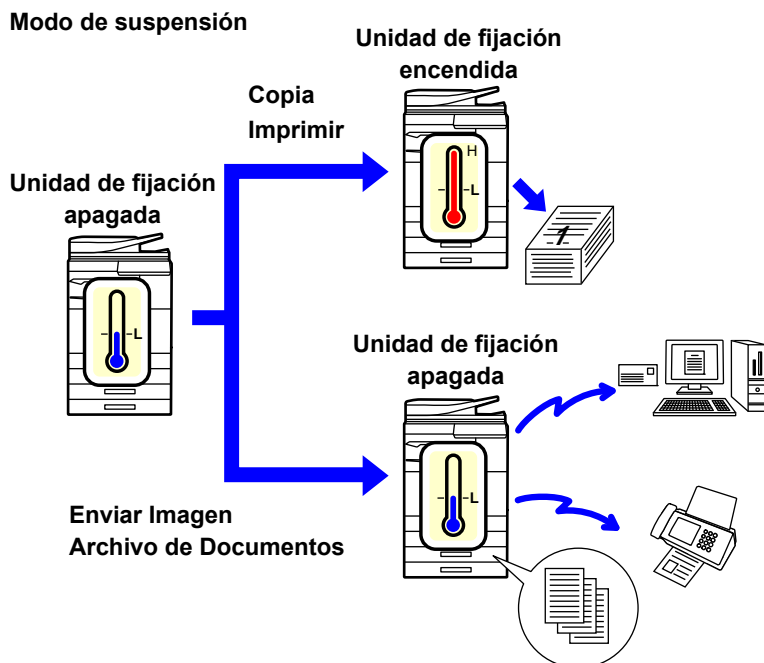 Modo de suspensión
Unidad de fijación
encendida
Copia
Imprimir
H
L
1
Unidad de fijación
apagada
L
Unidad de fijación
apagada
L
Enviar Imagen
Archivo de Documentos